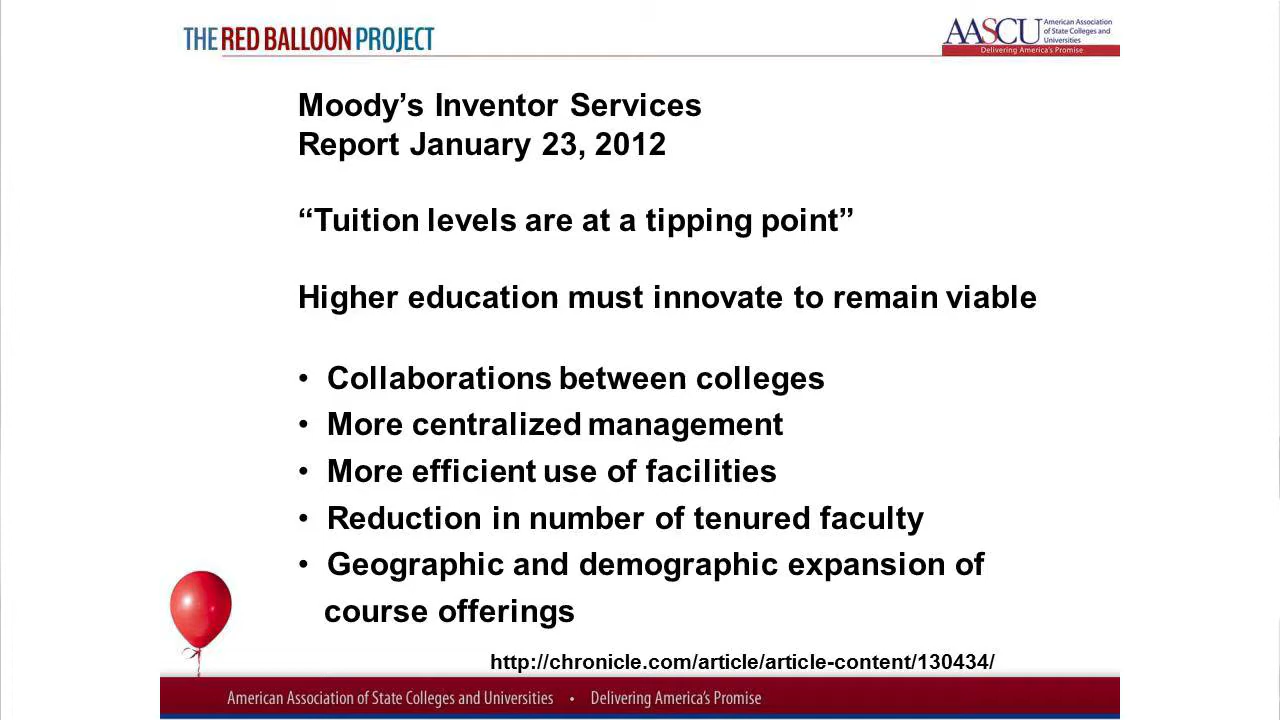 THE RED BALLOON PROJECT
AASCU
American Association
of State Colleges and
Universities
Delivering America's Promise
Moody’s Inventor Services
Report January 23, 2012
“Tuition levels are at a tipping point”
Higher education must innovate to remain viable
• Collaborations between colleges
• More centralized management
• More efficient use of facilities
• Reduction in number of tenured faculty
• Geographic and demographic expansion of
course offerings
http://chronicle.com/article/article-content/130434/
American Association of State Colleges and Universities • Delivering America's Promise